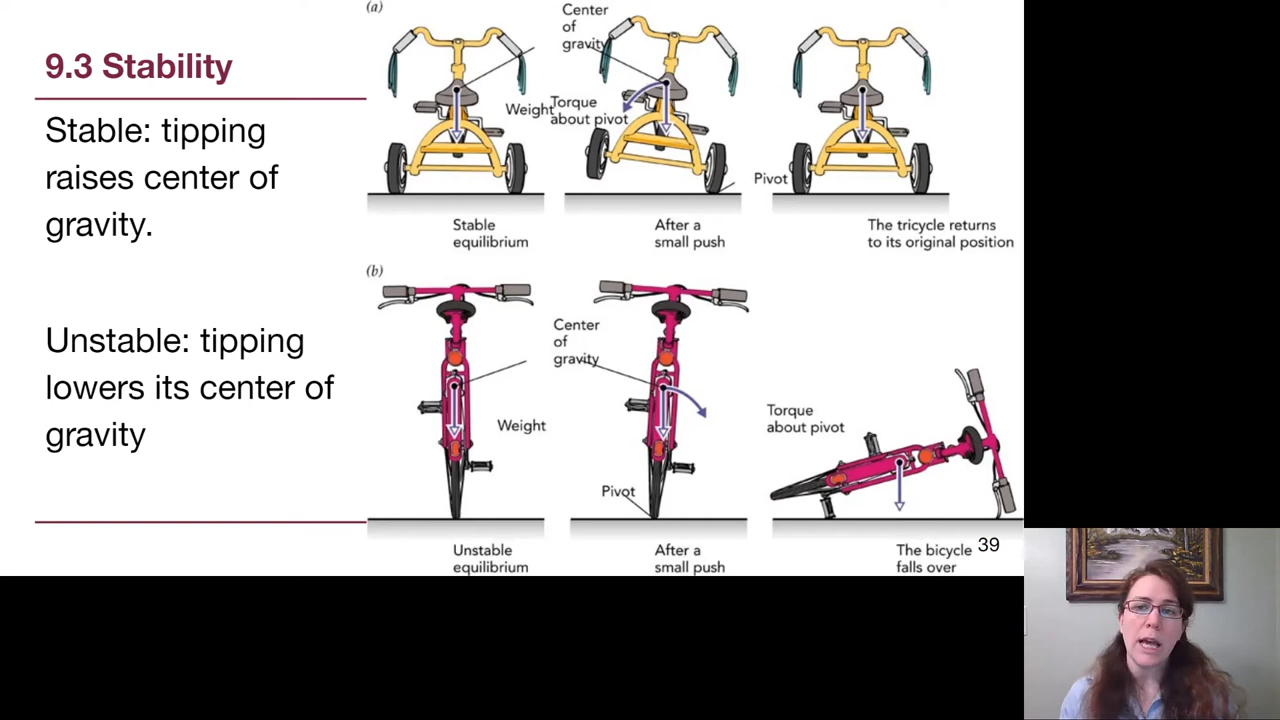 9.3 Stability
Stable: tipping
raises center of
gravity.
Unstable: tipping
lowers its center of
gravity
(a)
Center
of
gravity
Weight
Torque
about pivot
Pivot
Stable
equilibrium
After a
small push
The tricycle returns
to its original position
(b)
Center
of
gravity
Weight
Pivot
Torque
about pivot
Unstable
equilibrium
After a
small push
The bicycle
falls over
39